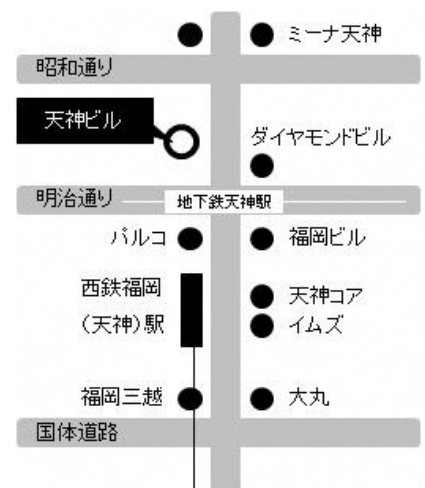 ミーナ天神
昭和通り
天神ビル
ダイヤモンドビル
明治通り
地下鉄天神駅
パルコ
福岡ビル
西鉄福岡
(天神)駅
天神コア
イムズ
福岡三越
大丸
国体道路